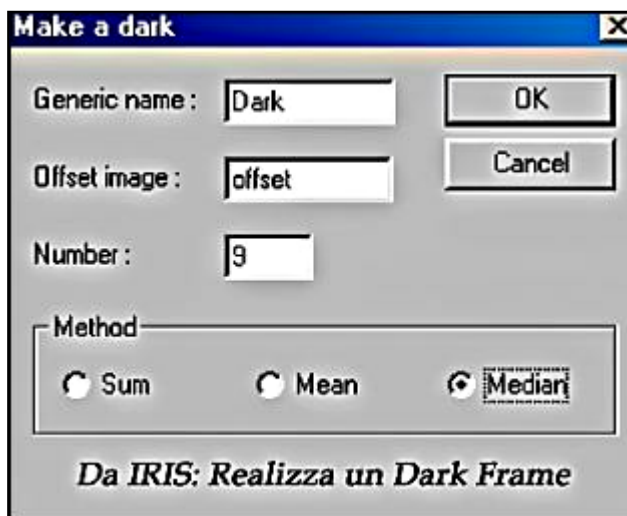 Make a dark
Generic name : Dark OK
Offset image : offset Cancel
Number : 9
Method
Sum Mean Median
Da IRIS: Realizza un Dark Frame